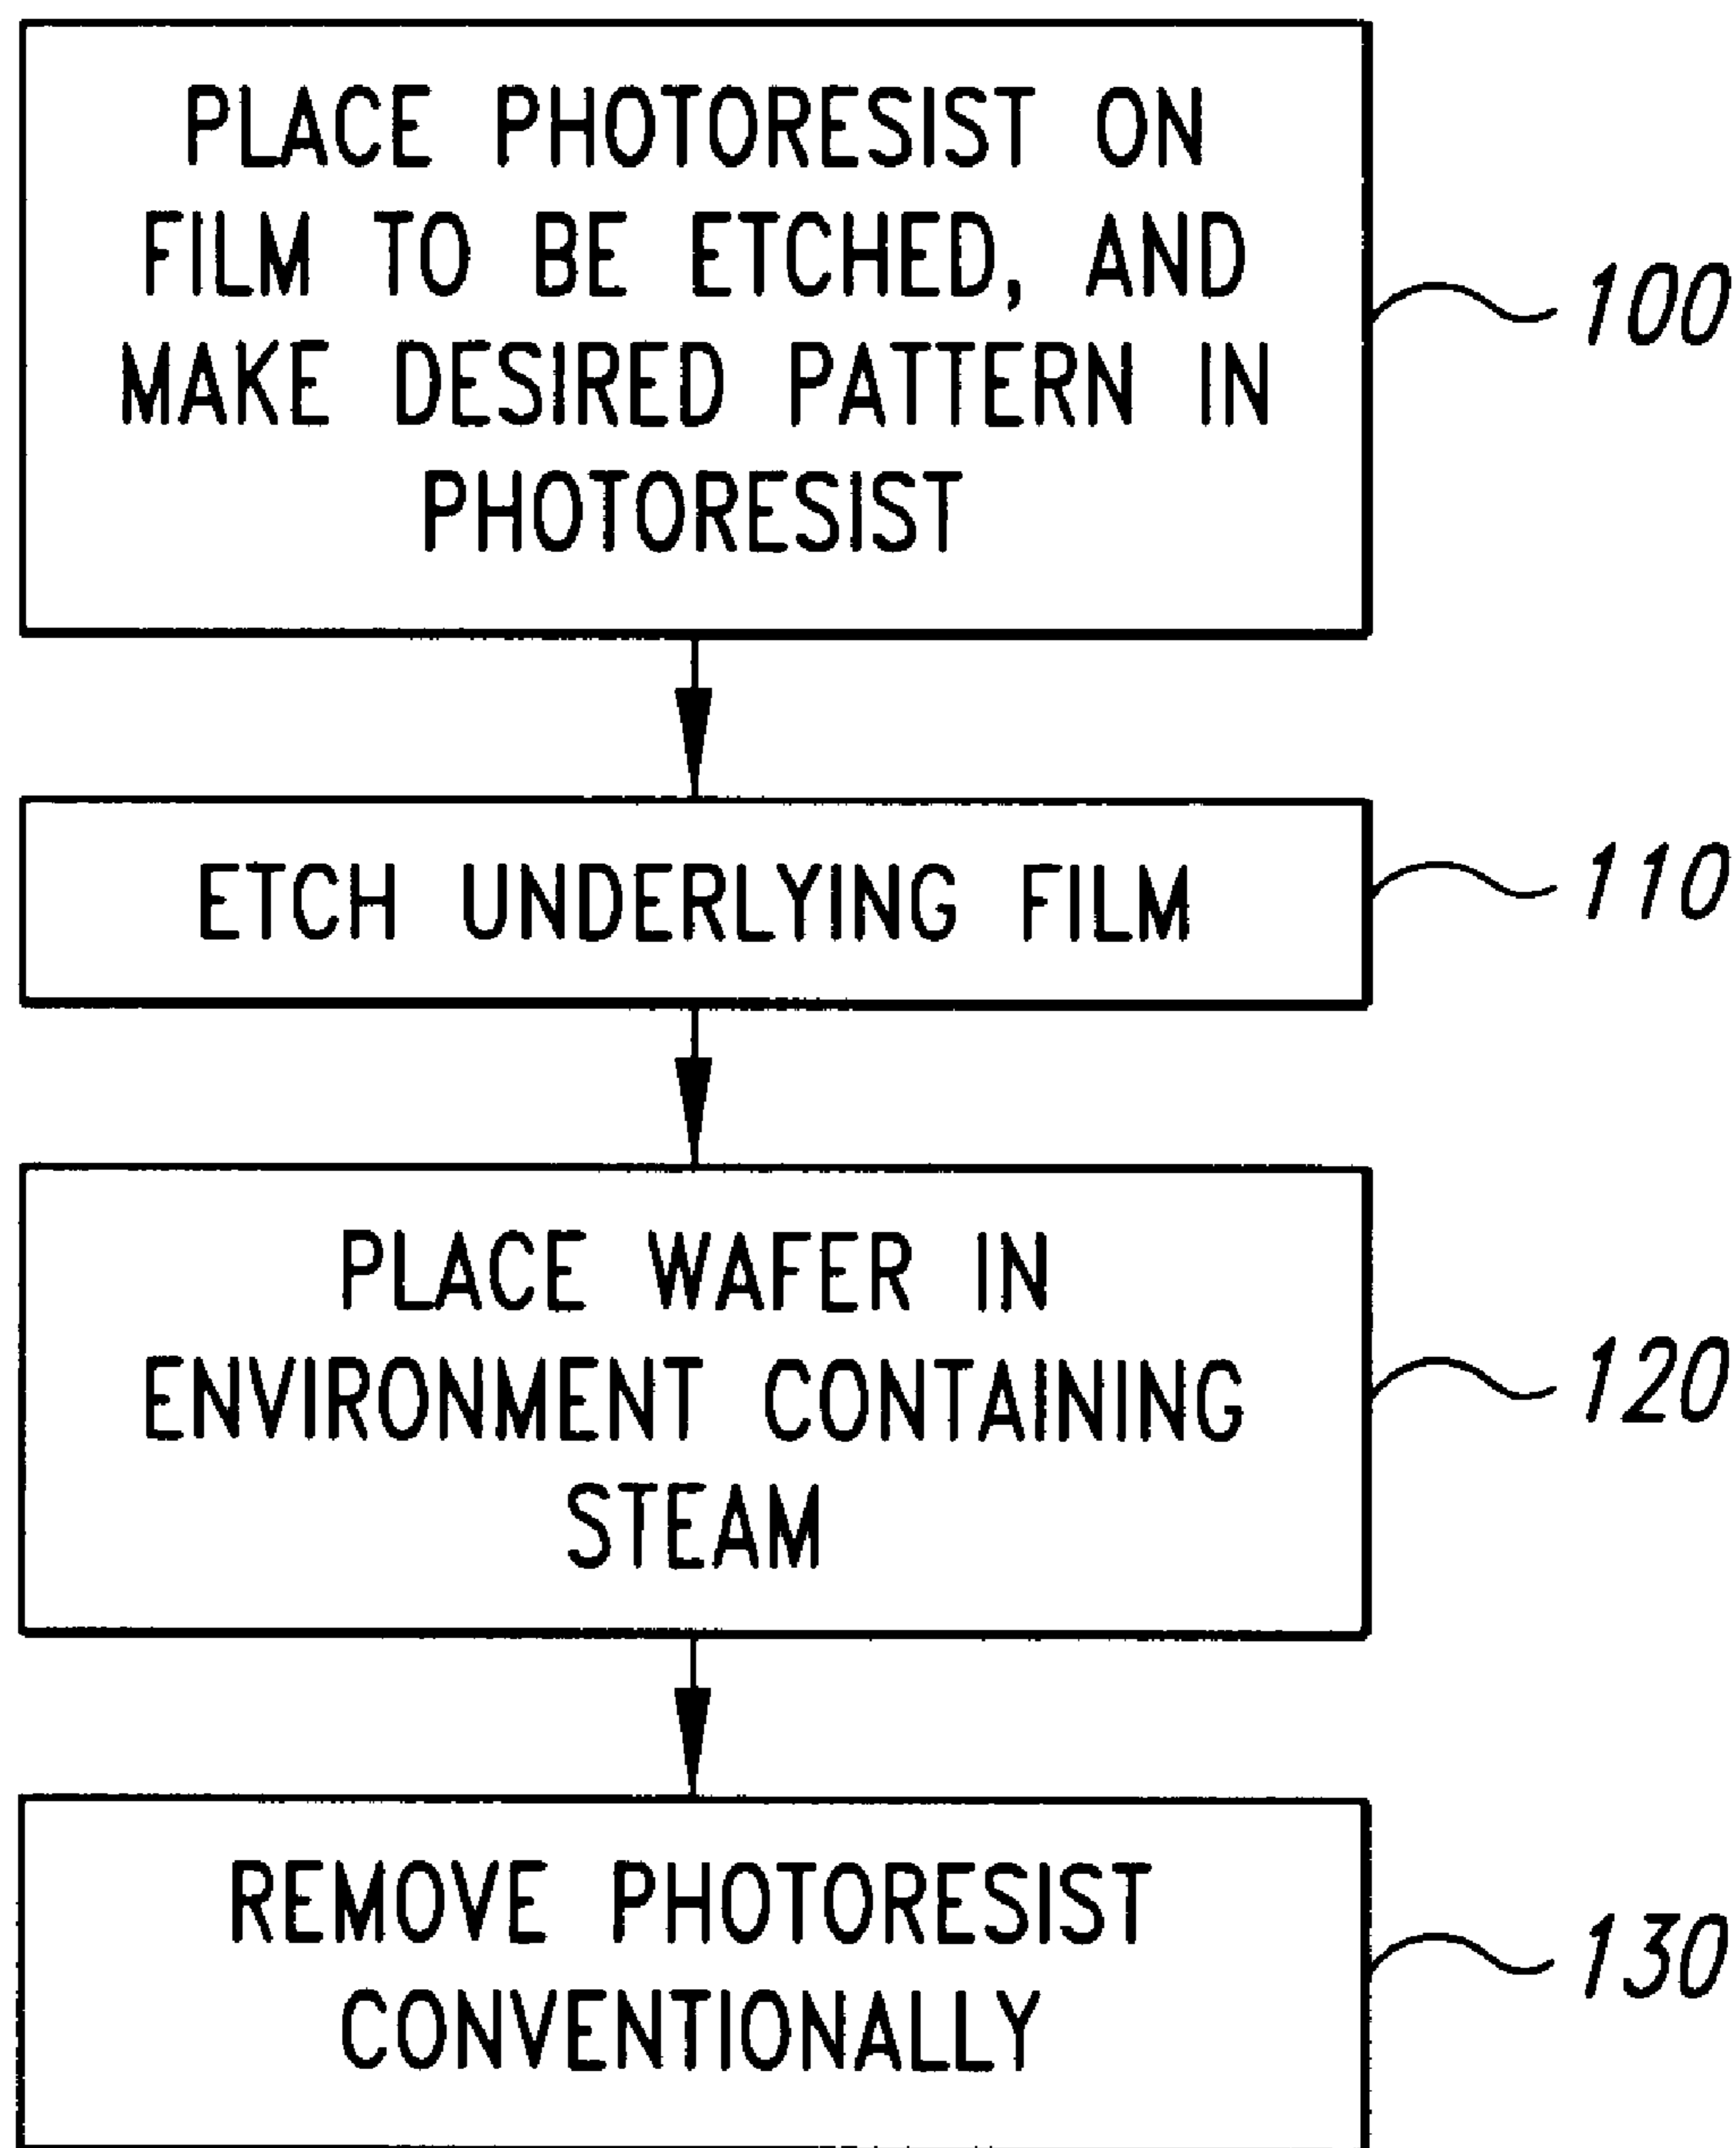 PLACE PHOTORESIST ON
FILM TO BE ETCHED, AND
MAKE DESIRED PATTERN IN
PHOTORESIST
100
ETCH UNDERLYING FILM
110
PLACE WAFER IN
ENVIRONMENT CONTAINING
STEAM
120
REMOVE PHOTORESIST
CONVENTIONALLY
130